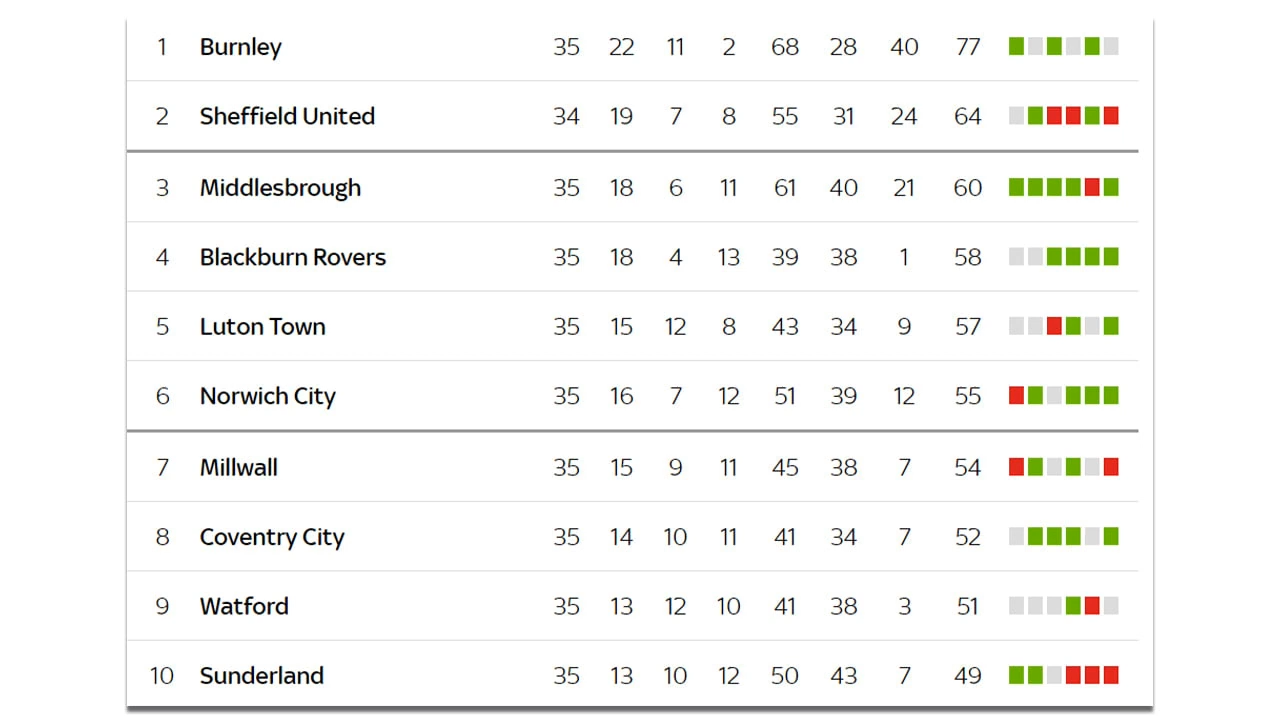 1 Burnley 35 22 11 2 68 28 40 77
2 Sheffield United 34 19 7 8 55 31 24 64
3 Middlesbrough 35 18 6 11 61 40 21 60
4 Blackburn Rovers 35 18 4 13 39 38 1 58
5 Luton Town 35 15 12 8 43 34 9 57
6 Norwich City 35 16 7 12 51 39 12 55
7 Millwall 35 15 9 11 45 38 7 54
8 Coventry City 35 14 10 11 41 34 7 52
9 Watford 35 13 12 10 41 38 3 51
10 Sunderland 35 13 10 12 50 43 7 49